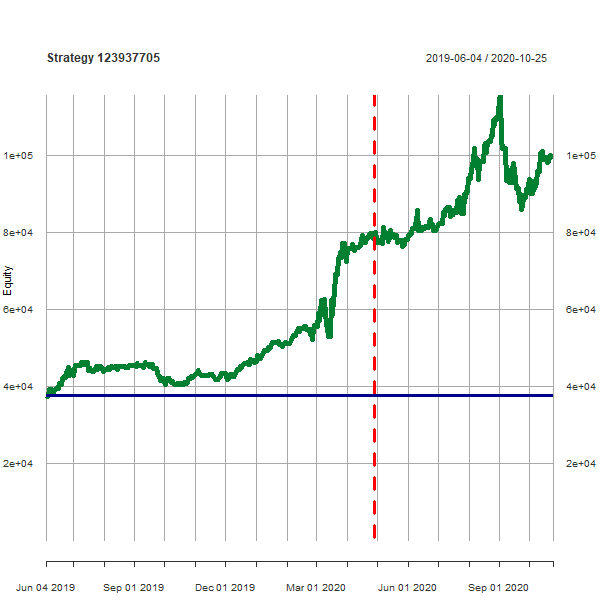 Strategy 123937705
2019-06-04 / 2020-10-25
1e+05
1e+05
8e+04
8e+04
Equity
6e+04
6e+04
4e+04
4e+04
2e+04
2e+04
Jun 04 2019
Sep 01 2019
Dec 01 2019
Mar 01 2020
Jun 01 2020
Sep 01 2020